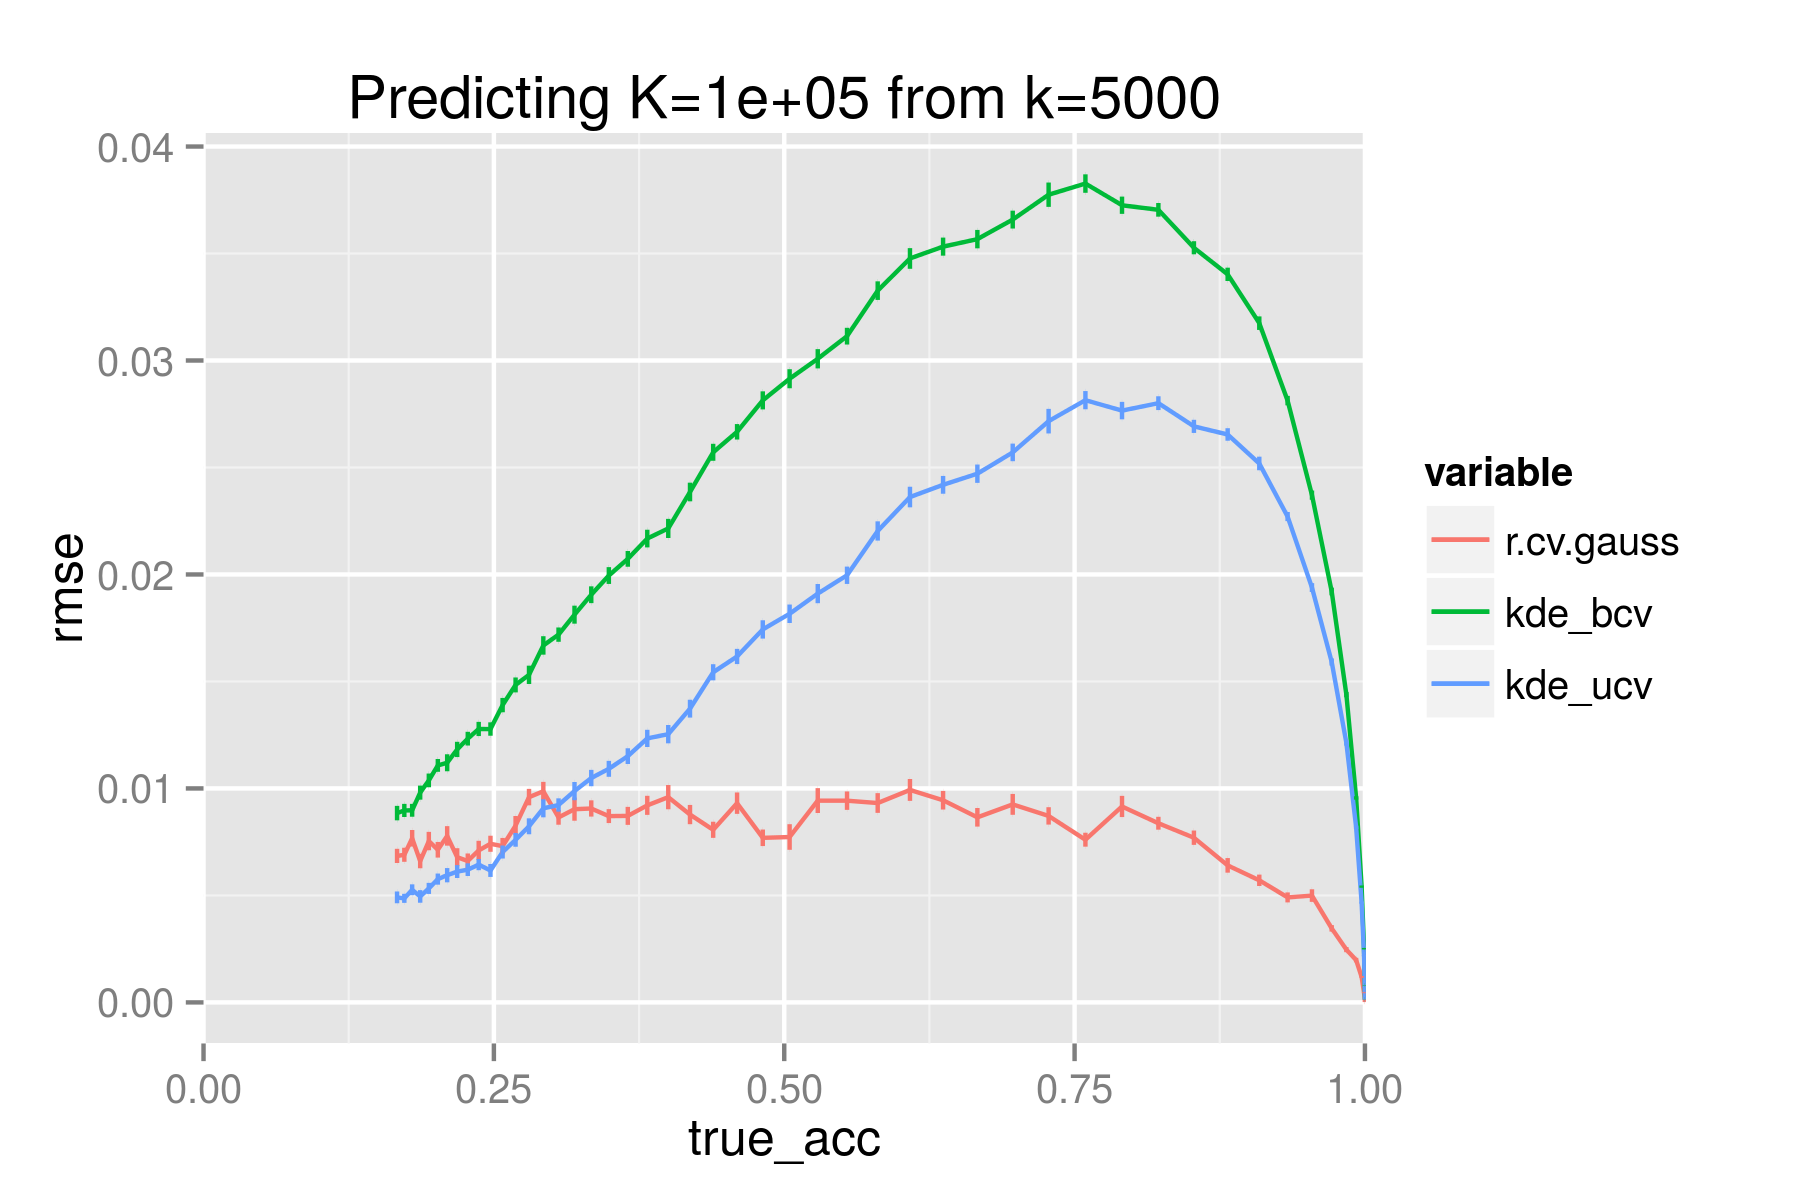 Predicting K=1e+05 from k=5000
0.04
0.03
0.02
0.01
0.00
rmse
0.00 0.25 0.50 0.75 1.00
true_acc
variable
r.cv.gauss
kde_bcv
kde_ucv